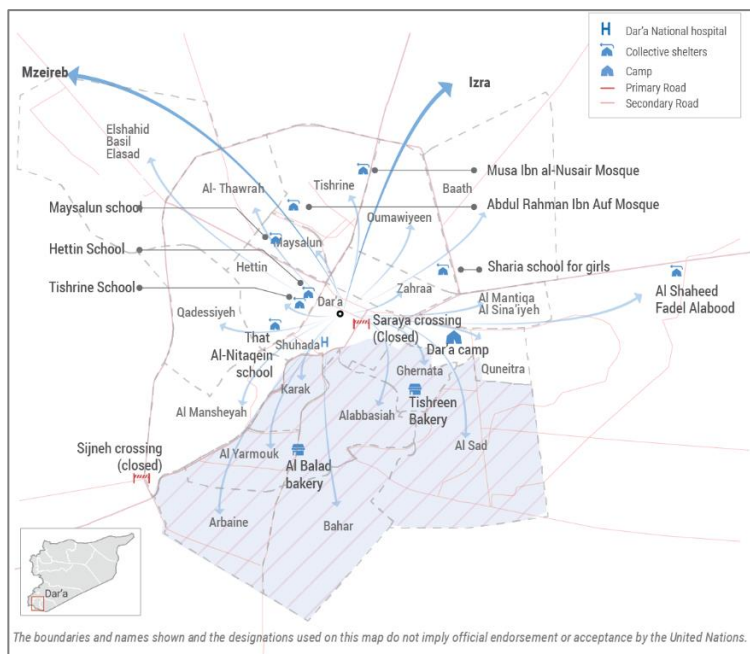 H Dar'a National hospital
Collective shelters
Camp
Primary Road
Secondary Road
Mzeireb
Izra
Elshahid
Basil
Elasad
Al- Thawrah
Tishrine
Musa Ibn al-Nusair Mosque
Baath
Maysalun school
Oumawiyeen
Abdul Rahman Ibn Auf Mosque
Hettin School
Maysalun
Hettin
Sharia school for girls
Tishrine School
Zahraa
Dar'a
Al Mantiqa
Al Sina'iyeh
Al Shaheed
Fadel Alabood
Qadessiyeh
Saraya crossing
(Closed)
That
Al-Nitaqein
school
Shuhada
H
Dar'a camp
Ghernata
Quneitra
Karak
Tishreen
Bakery
Al Mansheyah
Alabbasiah
Sijneh crossing
(closed)
Al Yarmouk
Al Balad
bakery
Al Sad
Arbaine
Bahar
Dar'a
The boundaries and names shown and the designations used on this map do not imply official endorsement or acceptance by the United Nations.